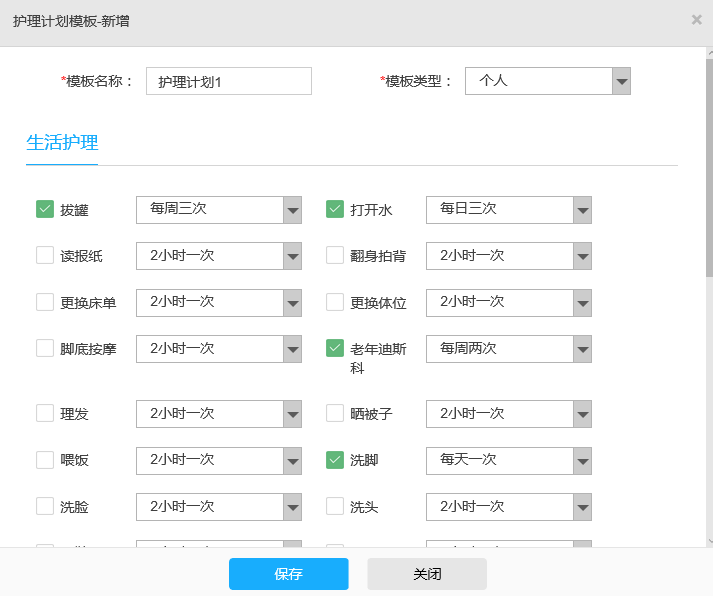 护理计划模板-新增
*模板名称： 护理计划1 *模板类型： 个人
生活护理
拔罐 每周三次 打开水 每日三次
读报纸 2小时一次 翻身拍背 2小时一次
更换床单 2小时一次 更换体位 2小时一次
脚底按摩 2小时一次 老年迪斯 每周两次
科
理发 2小时一次 晒被子 2小时一次
喂饭 2小时一次 洗脚 每天一次
洗脸 2小时一次 洗头 2小时一次
保存 关闭